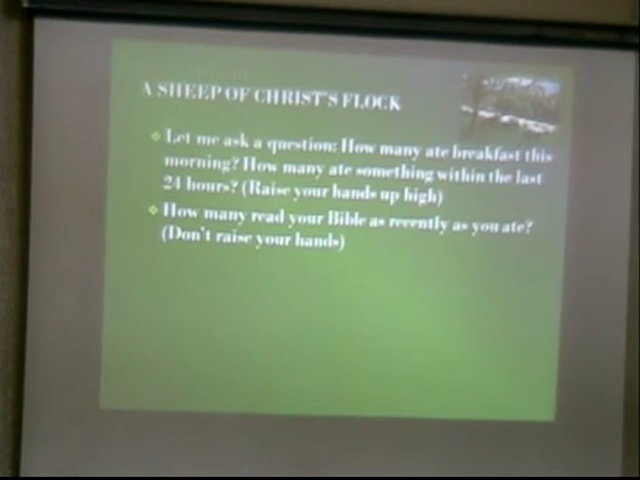 A SHEEP OF CHRIST'S FLOCK
Let me ask a question: How many ate breakfast this
morning? How many ate something within the last
24 hours? (Raise your hands up high)
How many read your Bible as recently as you ate?
(Don't raise your hands)